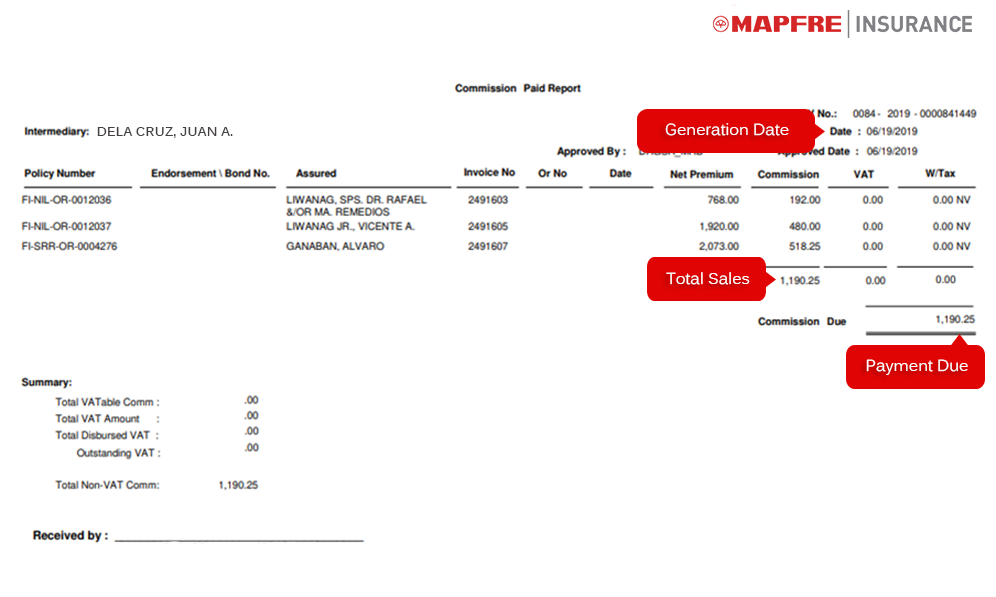 MAPFRE | INSURANCE
Commission Paid Report
No.: 0084 - 2019 - 0000841449
Intermediary: DELA CRUZ, JUAN A.
Generation Date
Date : 06/19/2019
Approved By :
Approved Date : 06/19/2019
Policy Number Endorsement \ Bond No. Assured Invoice No Or No Date Net Premium Commission VAT W/Tax
FI-NIL-OR-0012036 LIWANAG, SPS. DR. RAFAEL 2491603 768.00 192.00 0.00 0.00 NV
&/OR MA. REMEDIOS
FI-NIL-OR-0012037 LIWANAG JR., VICENTE A. 2491605 1,920.00 480.00 0.00 0.00 NV
FI-SRR-OR-0004276 GANABAN, ALVARO 2491607 2,073.00 518.25 0.00 0.00 NV
Total Sales 1,190.25 0.00 0.00
Commission Due 1,190.25
Payment Due
Summary:
Total VATable Comm : .00
Total VAT Amount : .00
Total Disbursed VAT : .00
Outstanding VAT : .00
Total Non-VAT Comm: 1,190.25
Received by :